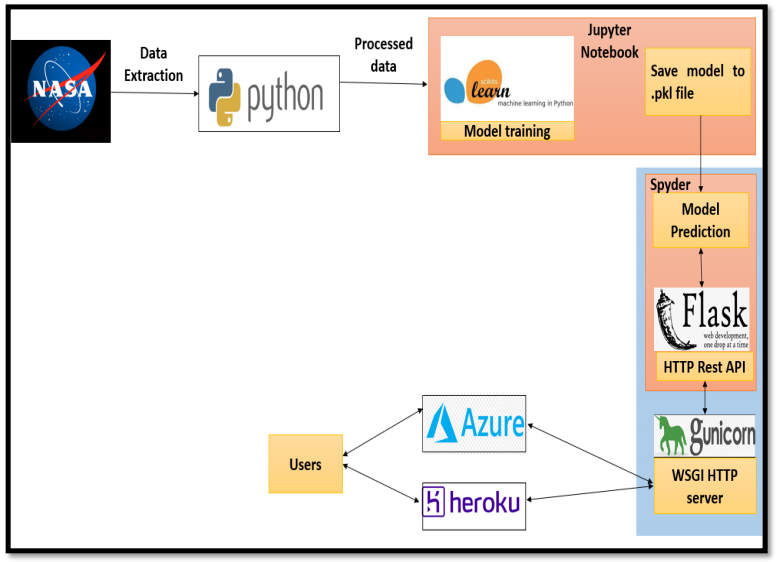 NASA
Data
Extraction
python
Processed
data
Jupyter
Notebook
scikits
learn
machine learning in Python
Model training
Save model to
.pkl file
Spyder
Model
Prediction
Flask
web development,
one drop at a time
HTTP Rest API
gunicorn
WSGI HTTP
server
Azure
heroku
Users